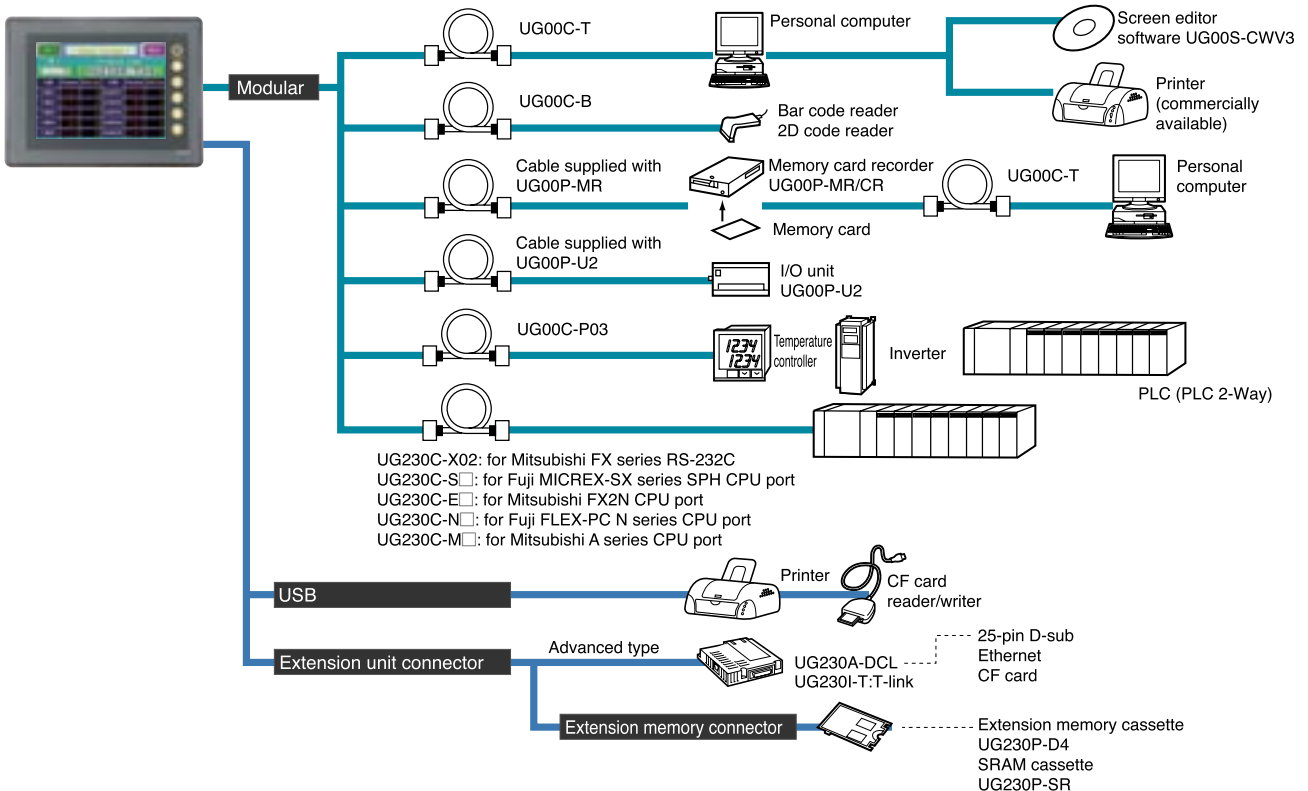 UG00C-T
Personal computer
Screen editor
software UG00S-CWV3
Printer
(commercially
available)
Modular
UG00C-B
Bar code reader
2D code reader
Cable supplied with
UG00P-MR
Memory card recorder
UG00P-MR/CR
Memory card
UG00C-T
Personal
computer
Cable supplied with
UG00P-U2
I/O unit
UG00P-U2
UG00C-P03
1234
1234
Temperature
controller
Inverter
PLC (PLC 2-Way)
UG230C-X02: for Mitsubishi FX series RS-232C
UG230C-S□: for Fuji MICREX-SX series SPH CPU port
UG230C-E□: for Mitsubishi FX2N CPU port
UG230C-N□: for Fuji FLEX-PC N series CPU port
UG230C-M□: for Mitsubishi A series CPU port
USB
Printer
CF card
reader/writer
Extension unit connector
Advanced type
UG230A-DCL
UG230I-T:T-link
25-pin D-sub
Ethernet
CF card
Extension memory connector
Extension memory cassette
UG230P-D4
SRAM cassette
UG230P-SR